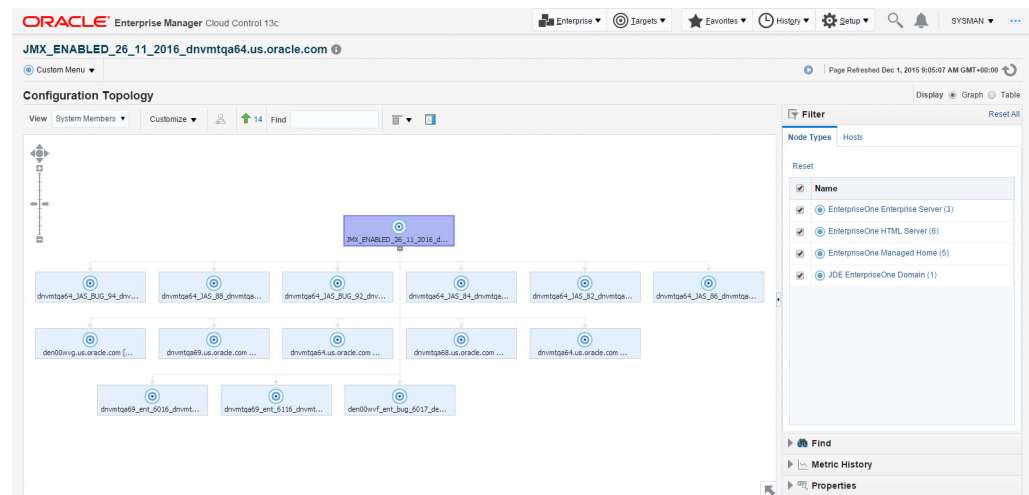 ORACLE Enterprise Manager Cloud Control 13c
Enterprise Targets Favorites History Setup SYSMAN
JMX_ENABLED_26_11_2016_dnvmtqa64.us.oracle.com
Custom Menu
Page Refreshed Dec 1, 2015 9:05:07 AM GMT+00:00
Configuration Topology
Display Graph Table
View System Members Customize 14 Find
Filter Reset All
Node Types Hosts
Reset
Name
EnterpriseOne Enterprise Server (3)
EnterpriseOne HTML Server (6)
EnterpriseOne Managed Home (5)
JDE EnterpriseOne Domain (1)
JMX_ENABLED_26_11_2016_d...
dnvmtqa64_JAS_BUG_94_dnv... dnvmtqa64_JAS_88_dnvmtqa... dnvmtqa64_JAS_BUG_92_dnv... dnvmtqa64_JAS_84_dnvmtqa... dnvmtqa64_JAS_82_dnvmtqa... dnvmtqa64_JAS_86_dnvmtqa...
den00wvg.us.oracle.com [... dnvmtqa69.us.oracle.com ... dnvmtqa64.us.oracle.com ... dnvmtqa68.us.oracle.com ... dnvmtqa64.us.oracle.com ...
dnvmtqa69_ent_6016_dnvmt... dnvmtqa69_ent_6116_dnvmt... den00wvf_ent_bug_6017_de...
Find
Metric History
Properties